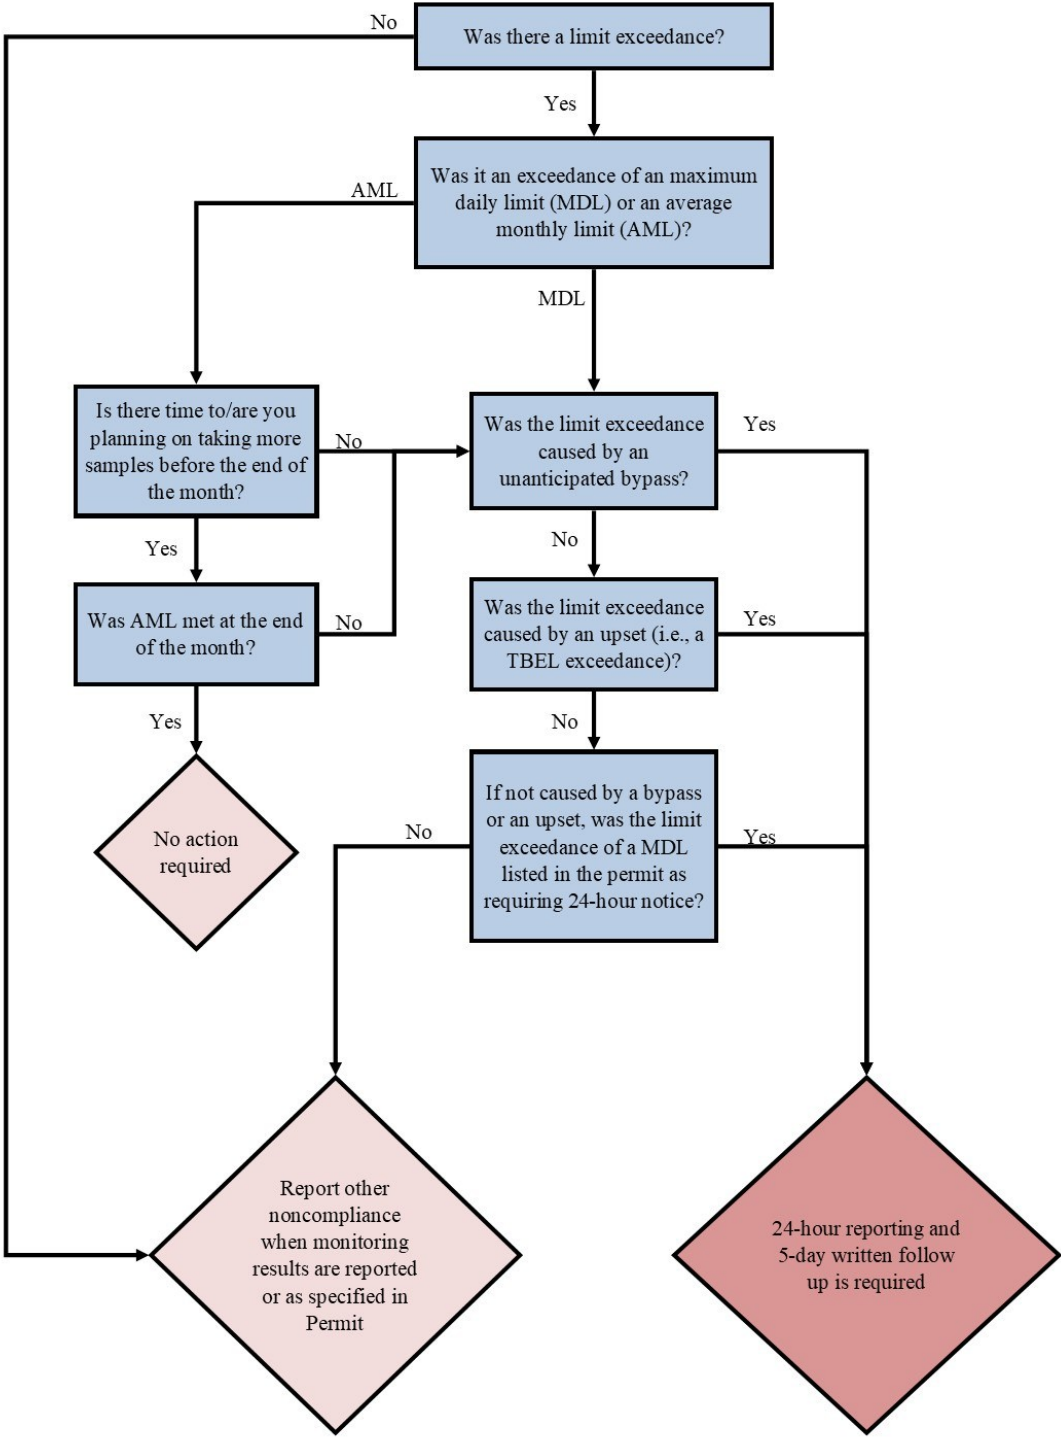 No
Was there a limit exceedance?
Yes
Was it an exceedance of an maximum
daily limit (MDL) or an average
monthly limit (AML)?
AML
MDL
Is there time to/are you
planning on taking more
samples before the end of
the month?
No
Was the limit exceedance
caused by an
unanticipated bypass?
Yes
Yes
No
Was AML met at the end
of the month?
No
Was the limit exceedance
caused by an upset (i.e., a
TBEL exceedance)?
Yes
Yes
No
No action
required
If not caused by a bypass
or an upset, was the limit
exceedance of a MDL
listed in the permit as
requiring 24-hour notice?
No
Yes
Report other
noncompliance
when monitoring
results are reported
or as specified in
Permit
24-hour reporting and
5-day written follow
up is required